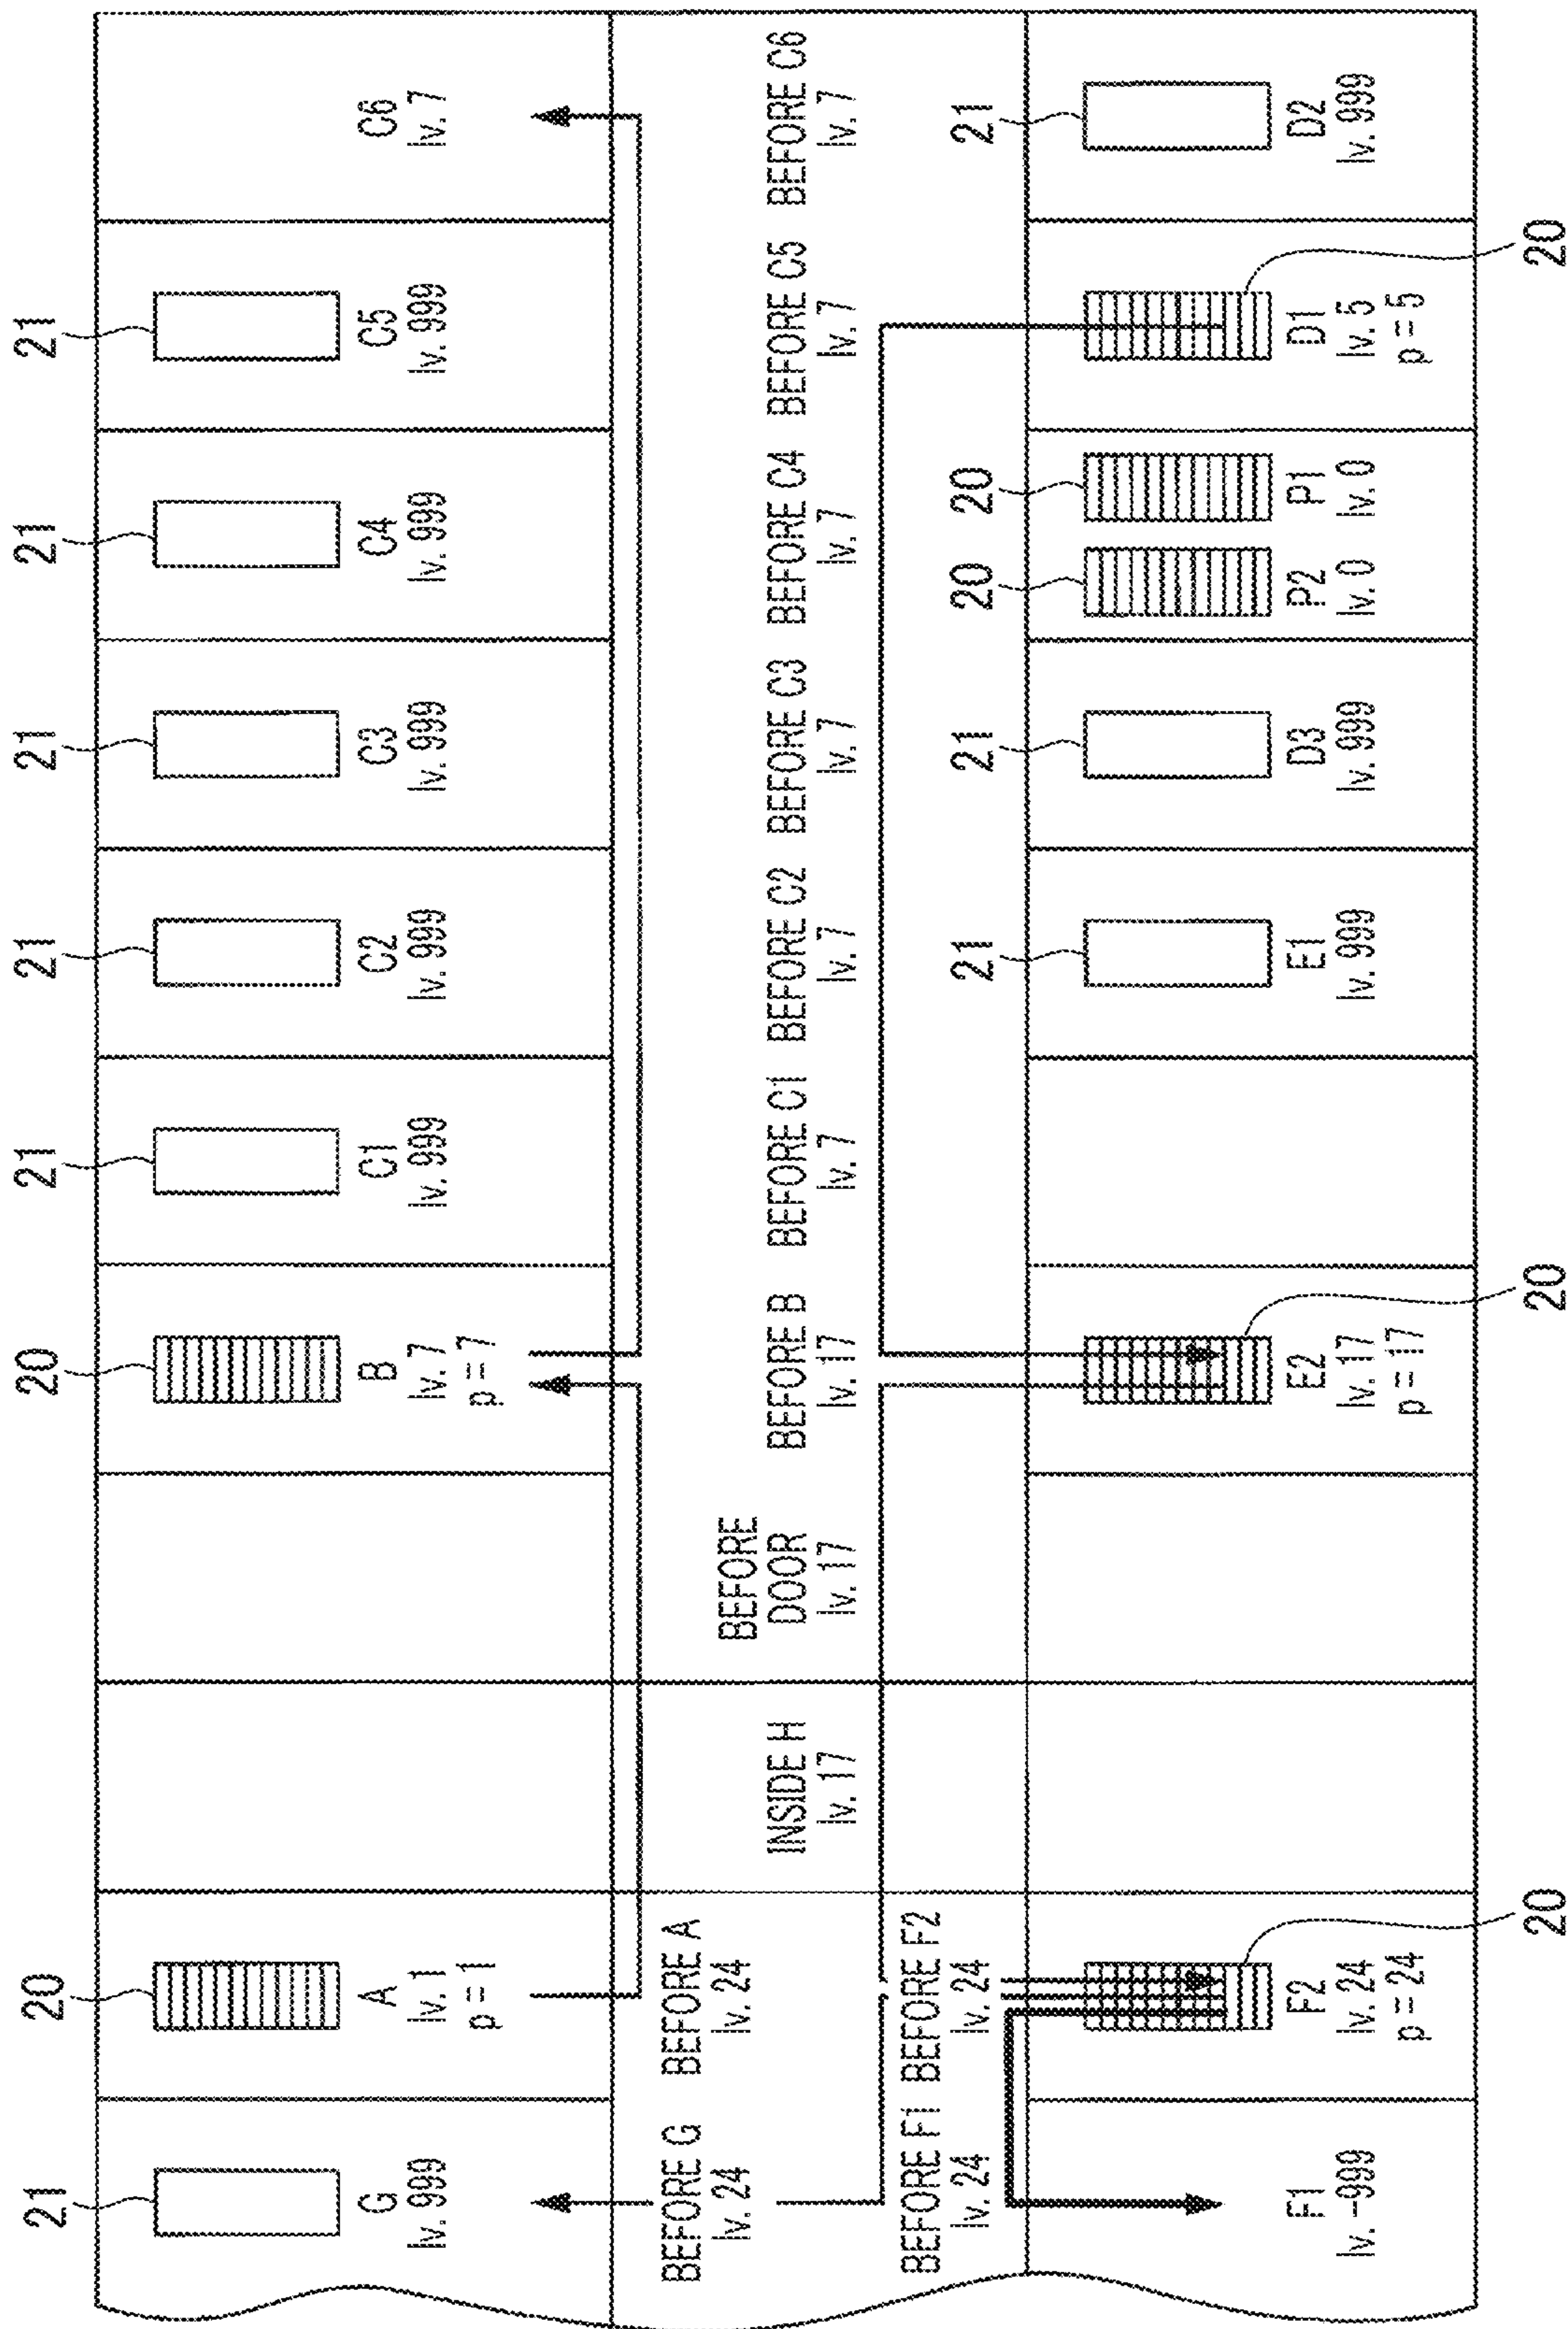 21
G
lv. 999
20
A
lv. 1
p = 1
20
B
lv. 7
p = 7
21
C1
lv. 999
21
C2
lv. 999
21
C3
lv. 999
21
C4
lv. 999
21
C5
lv. 999
C6
lv. 7
BEFORE G
lv. 24
BEFORE A
lv. 24
BEFORE F1
lv. 24
BEFORE F2
lv. 24
INSIDE H
lv. 17
BEFORE
DOOR
lv. 17
BEFORE B
lv. 17
BEFORE C1
lv. 7
BEFORE C2
lv. 7
BEFORE C3
lv. 7
BEFORE C4
lv. 7
BEFORE C5
lv. 7
BEFORE C6
lv. 7
F1
lv. -999
F2
lv. 24
p = 24
20
E2
lv. 17
p = 17
20
21
E1
lv. 999
21
D3
lv. 999
20
P2
lv. 0
20
P1
lv. 0
D1
lv. 5
p = 5
20
21
D2
lv. 999